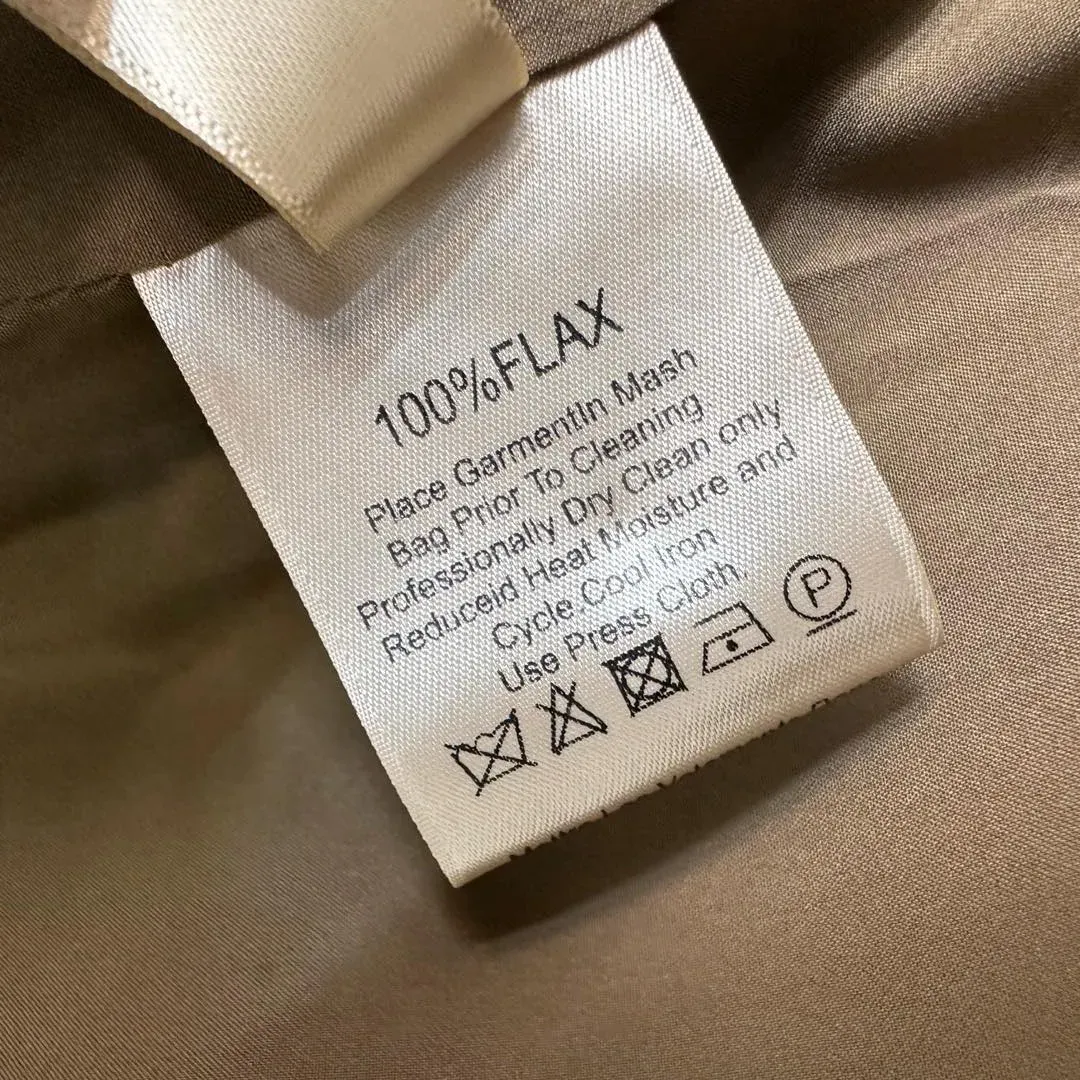 100%FLAX
Place GarmentIn Mash
Bag Prior To Cleaning
Professionally Dry Clean only
Reduceid Heat Moisture and
Cycle.Cool Iron
Use Press Cloth.
P